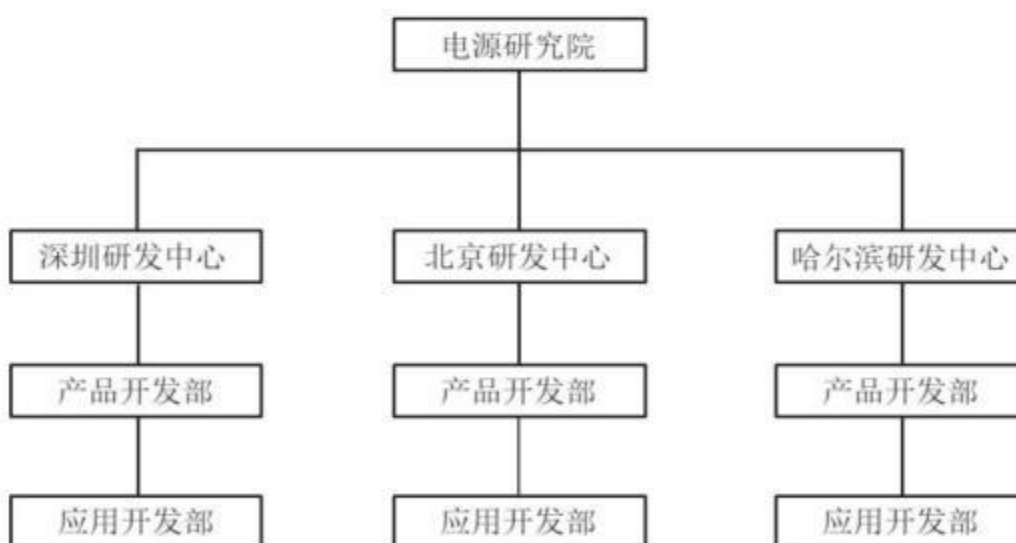 电源研究院
深圳研发中心
北京研发中心
哈尔滨研发中心
产品开发部
产品开发部
产品开发部
应用开发部
应用开发部
应用开发部